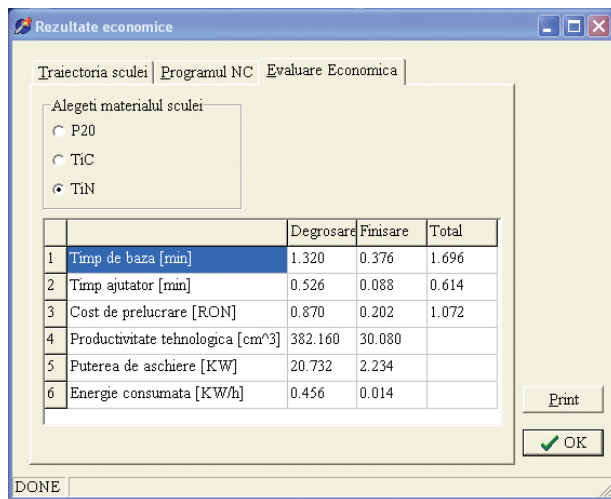 Rezultate economice
Traiectoria sculei Programul NC Evaluare Economica
Alegeti materialul sculei
P20
TiC
TiN
Degrosare Finisare Total
1 Timp de baza [min] 1.320 0.376 1.696
2 Timp ajutator [min] 0.526 0.088 0.614
3 Cost de prelucrare [RON] 0.870 0.202 1.072
4 Productivitate tehnologica [cm^3] 382.160 30.080
5 Puterea de aschiere [KW] 20.732 2.234
6 Energie consumata [KW/h] 0.456 0.014
Print
OK
DONE